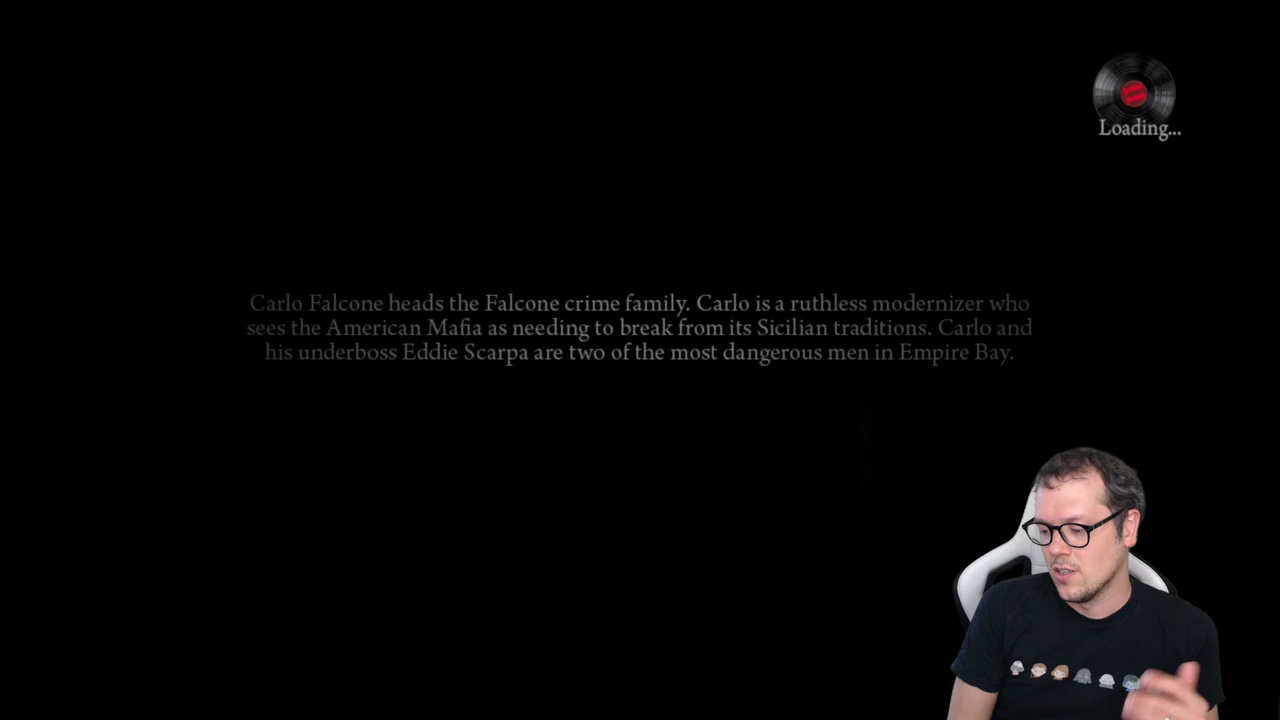 Loading...
Carlo Falcone heads the Falcone crime family. Carlo is a ruthless modernizer who
sees the American Mafia as needing to break from its Sicilian traditions. Carlo and
his underboss Eddie Scarpa are two of the most dangerous men in Empire Bay.